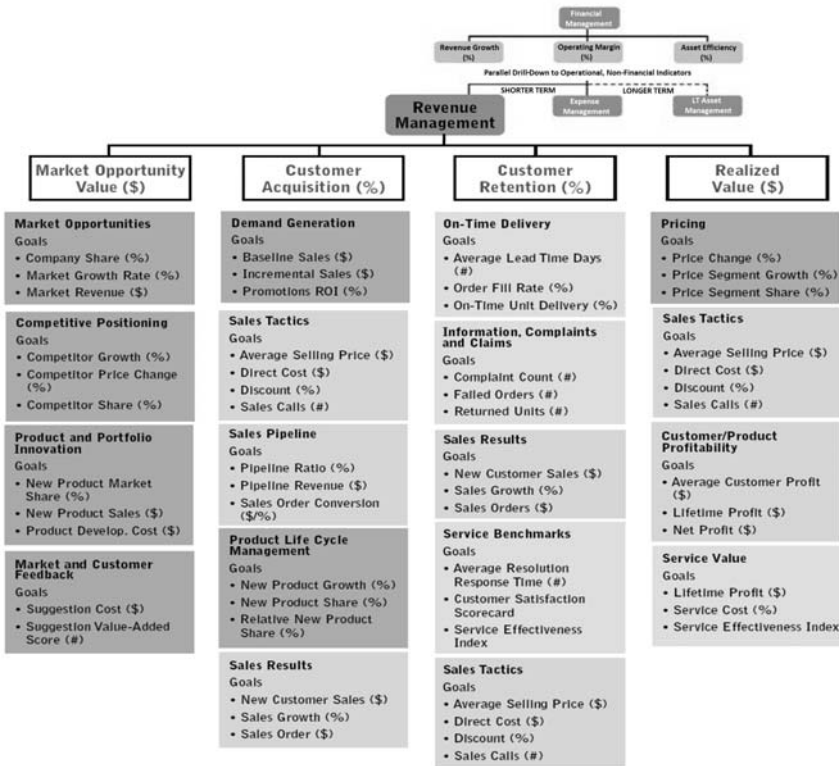 Financial
Management
Revenue Growth
(%)
Operating Margin
(%)
Asset Efficiency
(%)
Parallel Drill-Down to Operational, Non-Financial Indicators
SHORTER TERM
LONGER TERM
Revenue
Management
Expense
Management
LT Asset
Management
Market Opportunity
Value ($)
Market Opportunities
Goals
• Company Share (%)
• Market Growth Rate (%)
• Market Revenue ($)
Competitive Positioning
Goals
• Competitor Growth (%)
• Competitor Price Change
(%)
• Competitor Share (%)
Product and Portfolio
Innovation
Goals
• New Product Market
Share (%)
• New Product Sales ($)
• Product Develop. Cost ($)
Market and Customer
Feedback
Goals
• Suggestion Cost ($)
• Suggestion Value-Added
Score (#)
Customer
Acquisition (%)
Demand Generation
Goals
• Baseline Sales ($)
• Incremental Sales ($)
• Promotions ROI (%)
Sales Tactics
Goals
• Average Selling Price ($)
• Direct Cost ($)
• Discount (%)
• Sales Calls (#)
Sales Pipeline
Goals
• Pipeline Ratio (%)
• Pipeline Revenue ($)
• Sales Order Conversion
($/%)
Product Life Cycle
Management
Goals
• New Product Growth (%)
• New Product Share (%)
• Relative New Product
Share (%)
Sales Results
Goals
• New Customer Sales ($)
• Sales Growth (%)
• Sales Order ($)
Customer
Retention (%)
On-Time Delivery
Goals
• Average Lead Time Days
(#)
• Order Fill Rate (%)
• On-Time Unit Delivery (%)
Information, Complaints
and Claims
Goals
• Complaint Count (#)
• Failed Orders (#)
• Returned Units (#)
Sales Results
Goals
• New Customer Sales ($)
• Sales Growth (%)
• Sales Orders ($)
Service Benchmarks
Goals
• Average Resolution
Response Time (#)
• Customer Satisfaction
Scorecard
• Service Effectiveness
Index
Sales Tactics
Goals
• Average Selling Price ($)
• Direct Cost ($)
• Discount (%)
• Sales Calls (#)
Realized
Value ($)
Pricing
Goals
• Price Change (%)
• Price Segment Growth (%)
• Price Segment Share (%)
Sales Tactics
Goals
• Average Selling Price ($)
• Direct Cost ($)
• Discount (%)
• Sales Calls (#)
Customer/Product
Profitability
Goals
• Average Customer Profit
($)
• Lifetime Profit ($)
• Net Profit ($)
Service Value
Goals
• Lifetime Profit ($)
• Service Cost (%)
• Service Effectiveness Index